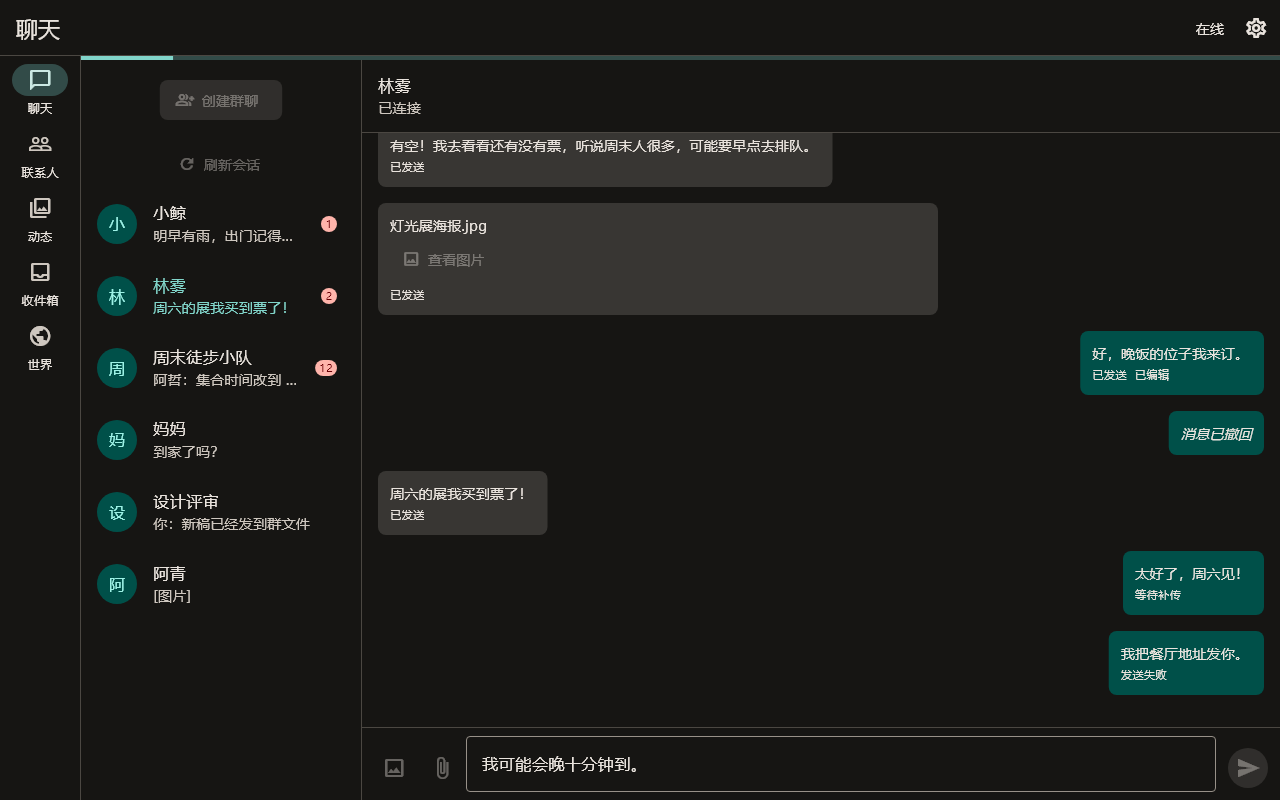 聊天
在线
聊天
联系人
动态
收件箱
世界
创建群聊
刷新会话
小
小鲸
明早有雨，出门记得...
1
林
林雾
周六的展我买到票了！
2
周
周末徒步小队
阿哲：集合时间改到 ...
12
妈
妈妈
到家了吗？
设
设计评审
你：新稿已经发到群文件
阿
阿青
[图片]
林雾
已连接
有空！我去看看还有没有票，听说周末人很多，可能要早点去排队。
已发送
灯光展海报.jpg
查看图片
已发送
好，晚饭的位子我来订。
已发送 已编辑
消息已撤回
周六的展我买到票了！
已发送
太好了，周六见！
等待补传
我把餐厅地址发你。
发送失败
我可能会晚十分钟到。